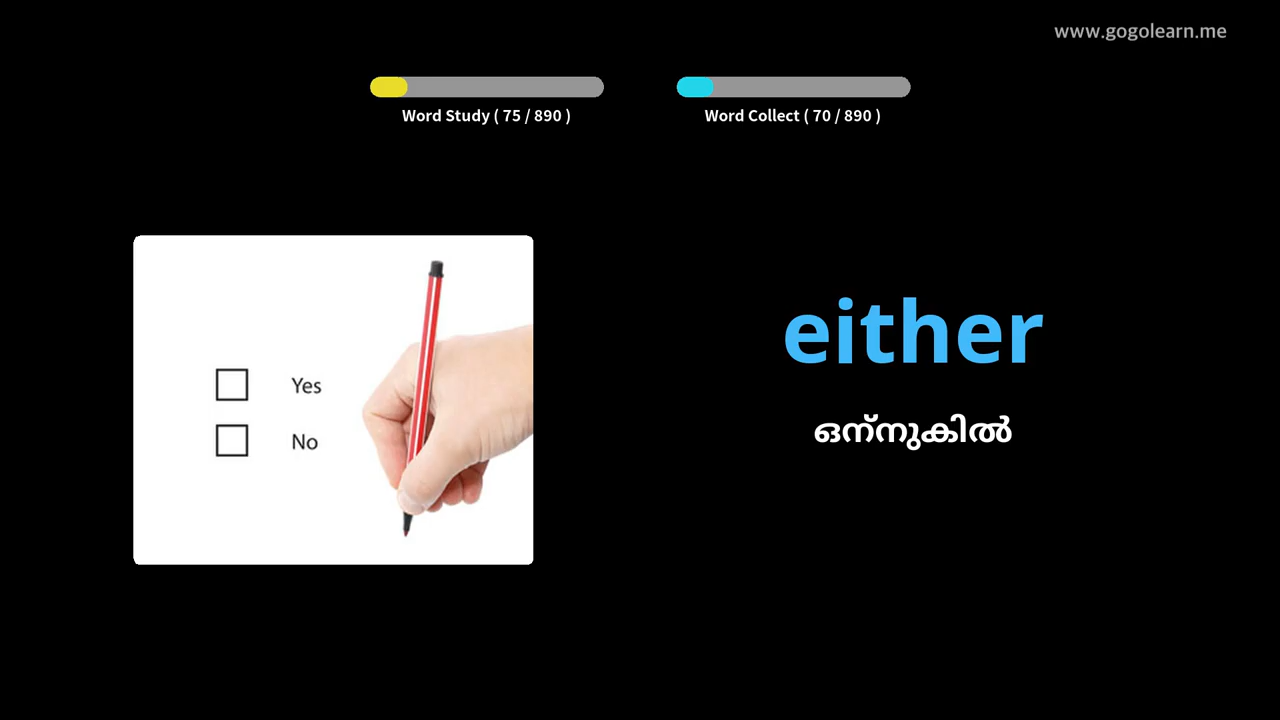 www.gogolearn.me
Word Study ( 75 / 890 )
Word Collect ( 70 / 890 )
Yes
No
either
ഒന്നുകിൽ